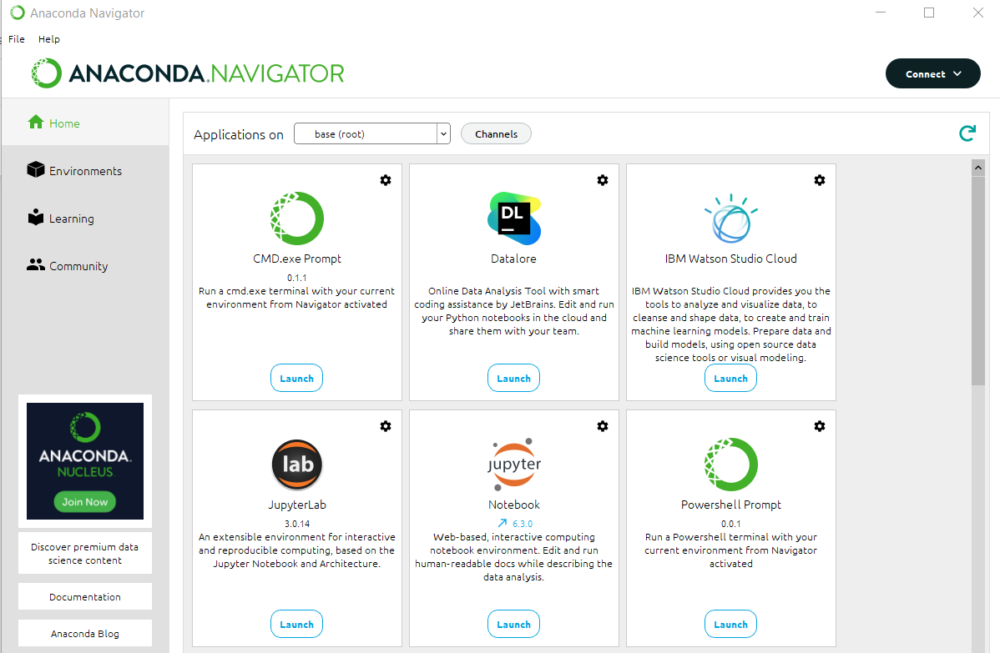 Anaconda Navigator
File Help
ANACONDA.NAVIGATOR
Connect
Home
Environments
Learning
Community
ANACONDA.
NUCLEUS
Join Now
Discover premium data
science content
Documentation
Anaconda Blog
Applications on base (root) Channels
CMD.exe Prompt
0.1.1
Run a cmd.exe terminal with your current
environment from Navigator activated
Launch
DL
Datalore
Online Data Analysis Tool with smart
coding assistance by JetBrains. Edit and run
your Python notebooks in the cloud and
share them with your team.
Launch
IBM Watson Studio Cloud
IBM Watson Studio Cloud provides you the
tools to analyze and visualize data, to
cleanse and shape data, to create and train
machine learning models. Prepare data and
build models, using open source data
science tools or visual modeling.
Launch
lab
JupyterLab
3.0.14
An extensible environment for interactive
and reproducible computing, based on the
Jupyter Notebook and Architecture.
Launch
jupyter
Notebook
6.3.0
Web-based, interactive computing
notebook environment. Edit and run
human-readable docs while describing the
data analysis.
Launch
Powershell Prompt
0.0.1
Run a Powershell terminal with your
current environment from Navigator
activated
Launch